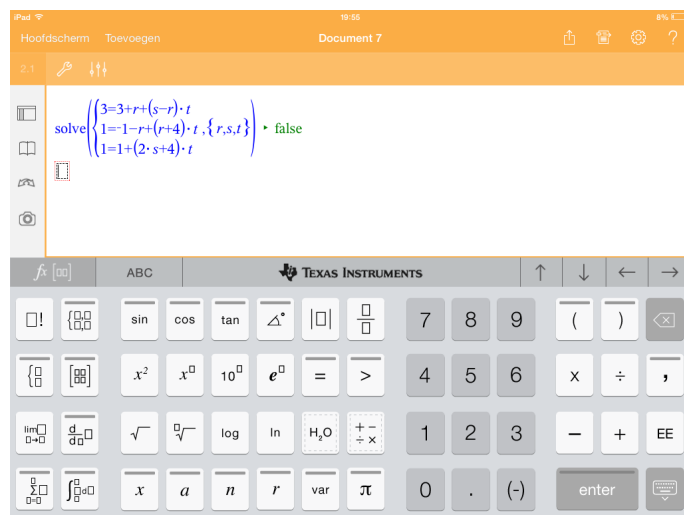 iPad 19:55 8%
Hoofdscherm Toevoegen Document 7 ?
2.1
3=3+r+(s−r)·t
solve 1=-1−r+(r+4)·t ,{r,s,t} ▸ false
1=1+(2·s+4)·t
fx [▯▯] ABC TEXAS INSTRUMENTS ↑ ↓ ← →
▯! {▯,▯ ▯,▯ sin cos tan ∡° |▯| ▯/▯ 7 8 9 ( )
{▯ ▯ [▯▯ ▯▯] x² x▯ 10▯ e▯ = > 4 5 6 x ÷ ,
lim▯ ▯→▯ d/d▯ ▯ √ ▯√ log ln H₂O + − ÷ × 1 2 3 − + EE
▯ Σ▯ ▯=▯ ∫▯ ▯ ▯d▯ x a n r var π 0 . (-) enter